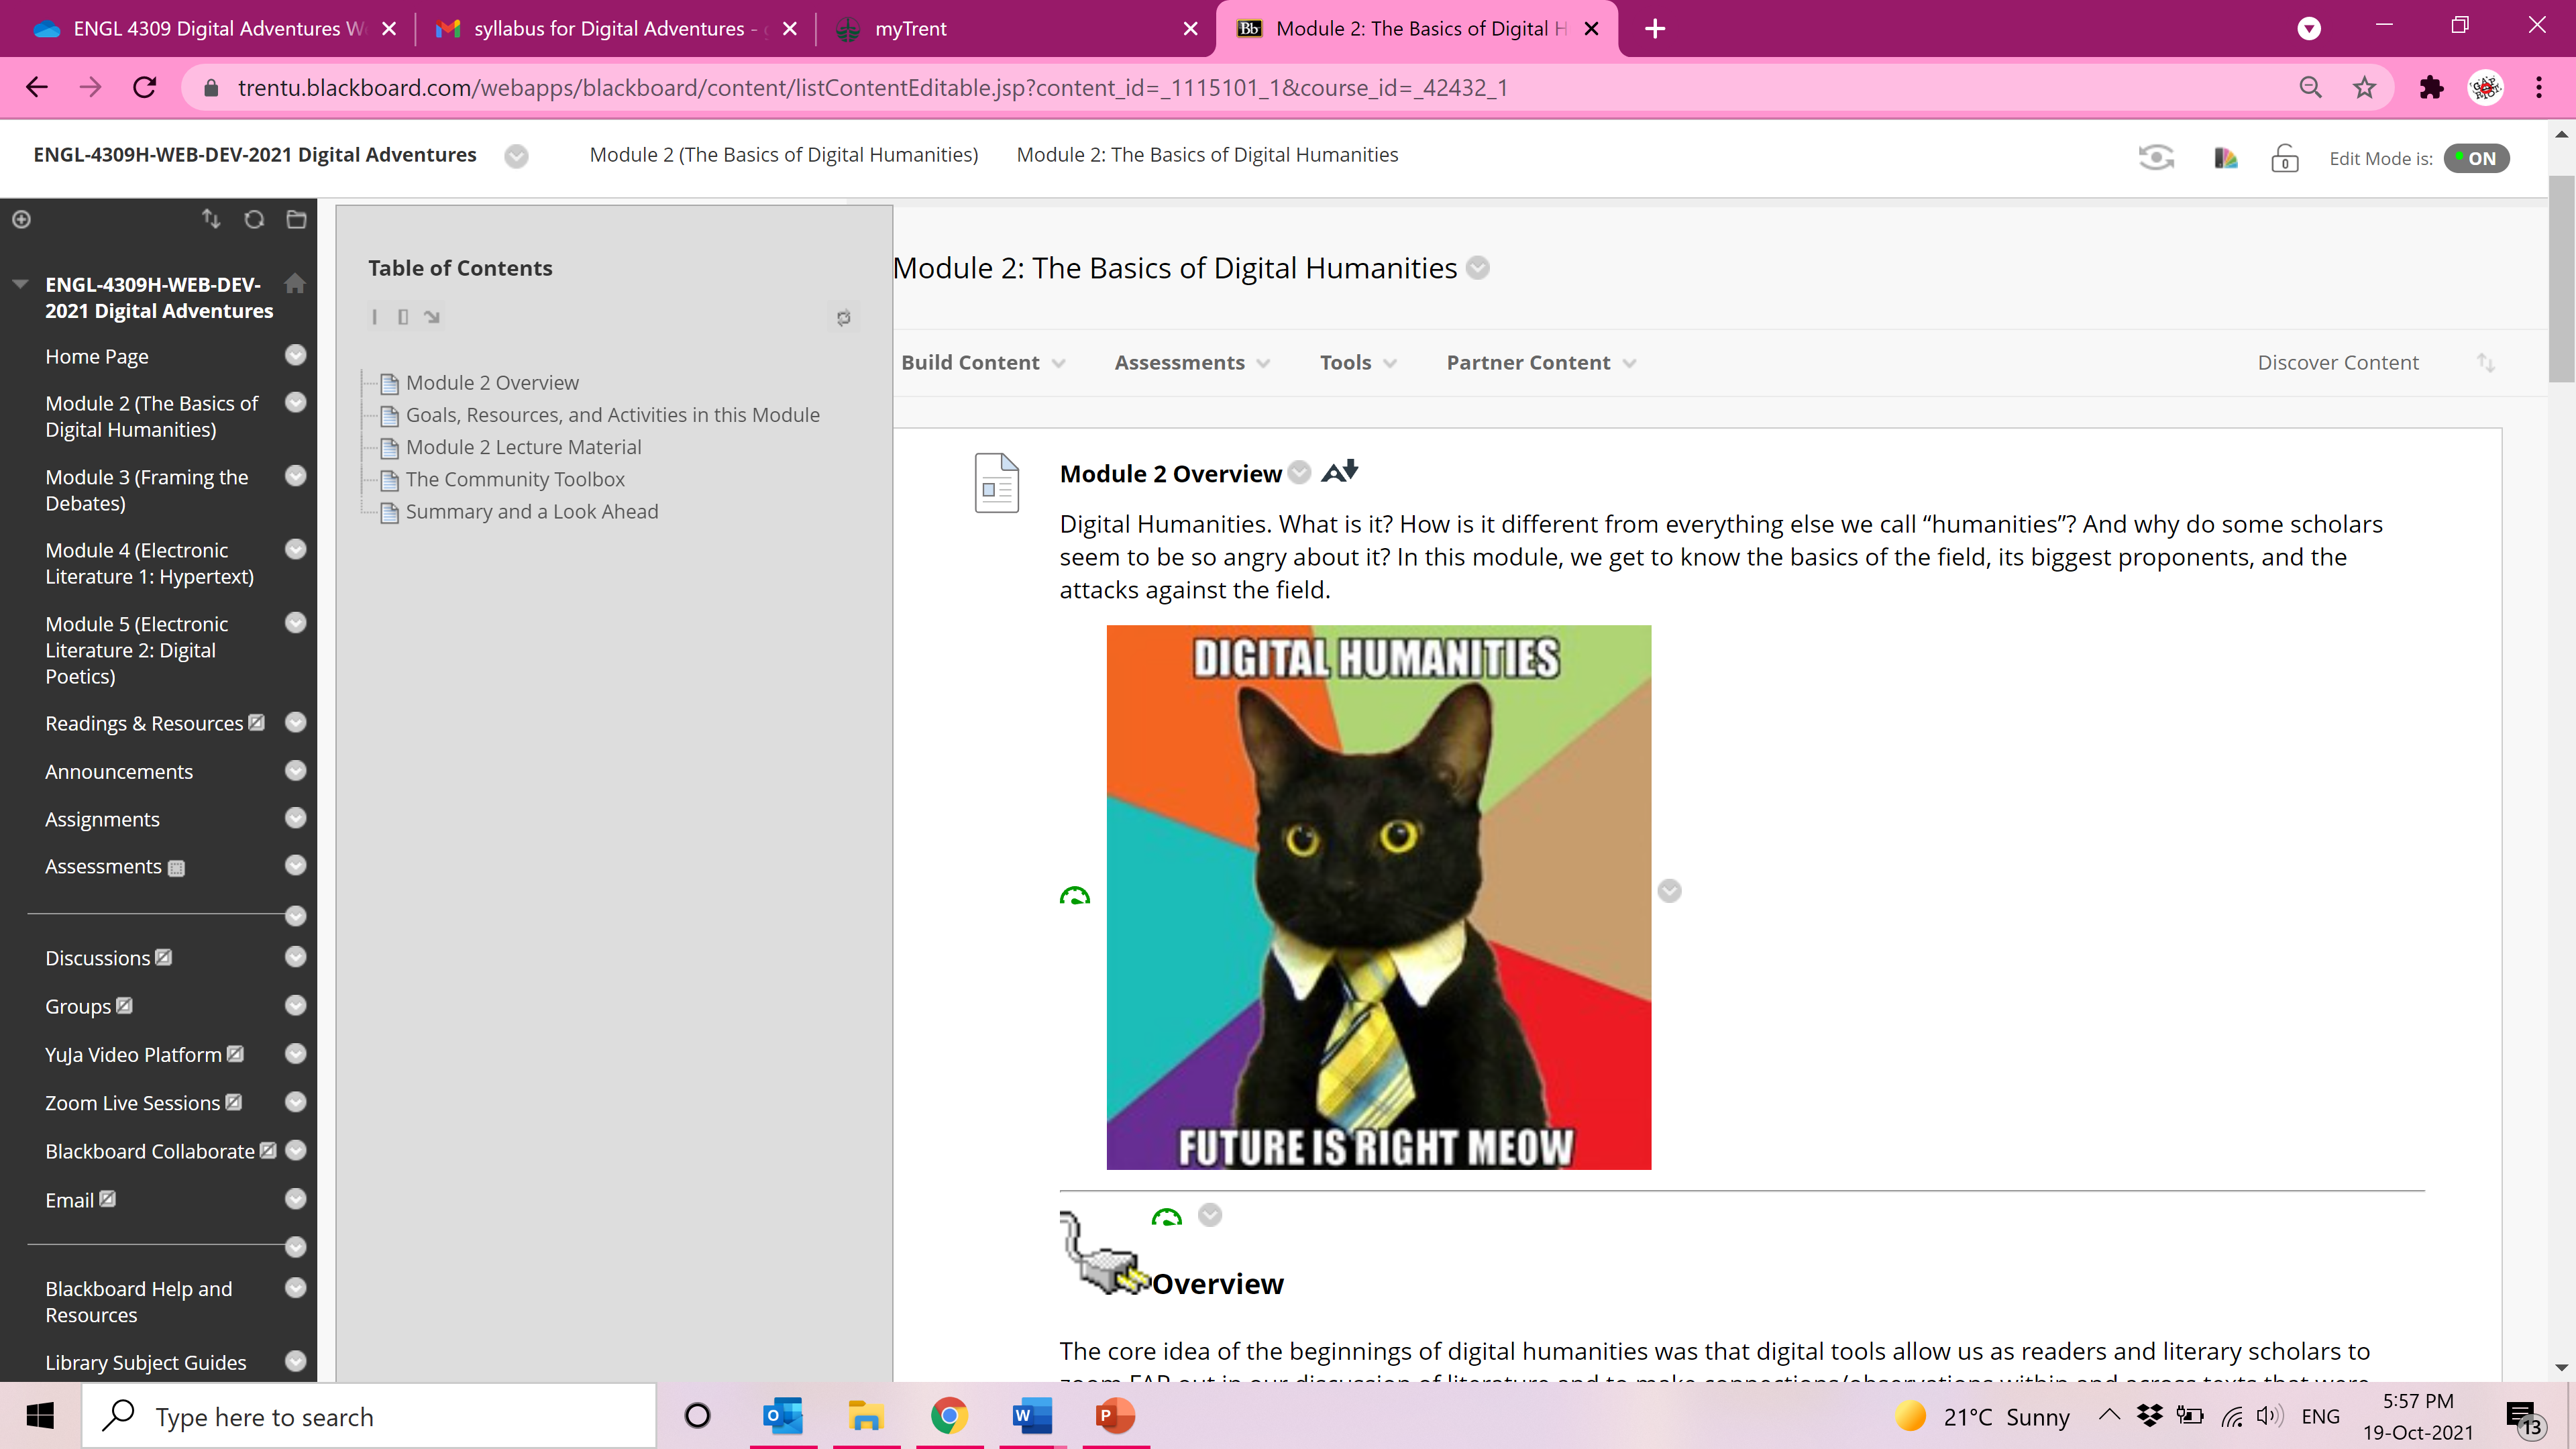 ENGL 4309 Digital Adventures W
syllabus for Digital Adventures -
myTrent
Bb
Module 2: The Basics of Digital H
trentu.blackboard.com/webapps/blackboard/content/listContentEditable.jsp?content_id=_1115101_1&course_id=_42432_1
ENGL-4309H-WEB-DEV-2021 Digital Adventures
Module 2 (The Basics of Digital Humanities)
Module 2: The Basics of Digital Humanities
0
Edit Mode is:
ON
ENGL-4309H-WEB-DEV-
2021 Digital Adventures
Home Page
Module 2 (The Basics of
Digital Humanities)
Module 3 (Framing the
Debates)
Module 4 (Electronic
Literature 1: Hypertext)
Module 5 (Electronic
Literature 2: Digital
Poetics)
Readings & Resources
Announcements
Assignments
Assessments
Discussions
Groups
YuJa Video Platform
Zoom Live Sessions
Blackboard Collaborate
Email
Blackboard Help and
Resources
Library Subject Guides
Table of Contents
Module 2 Overview
Goals, Resources, and Activities in this Module
Module 2 Lecture Material
The Community Toolbox
Summary and a Look Ahead
Module 2: The Basics of Digital Humanities
Build Content
Assessments
Tools
Partner Content
Discover Content
Module 2 Overview
A
Digital Humanities. What is it? How is it different from everything else we call “humanities”? And why do some scholars
seem to be so angry about it? In this module, we get to know the basics of the field, its biggest proponents, and the
attacks against the field.
DIGITAL HUMANITIES
FUTURE IS RIGHT MEOW
Overview
The core idea of the beginnings of digital humanities was that digital tools allow us as readers and literary scholars to
Type here to search
O
W
P
21°C Sunny
ENG
5:57 PM
19-Oct-2021
13